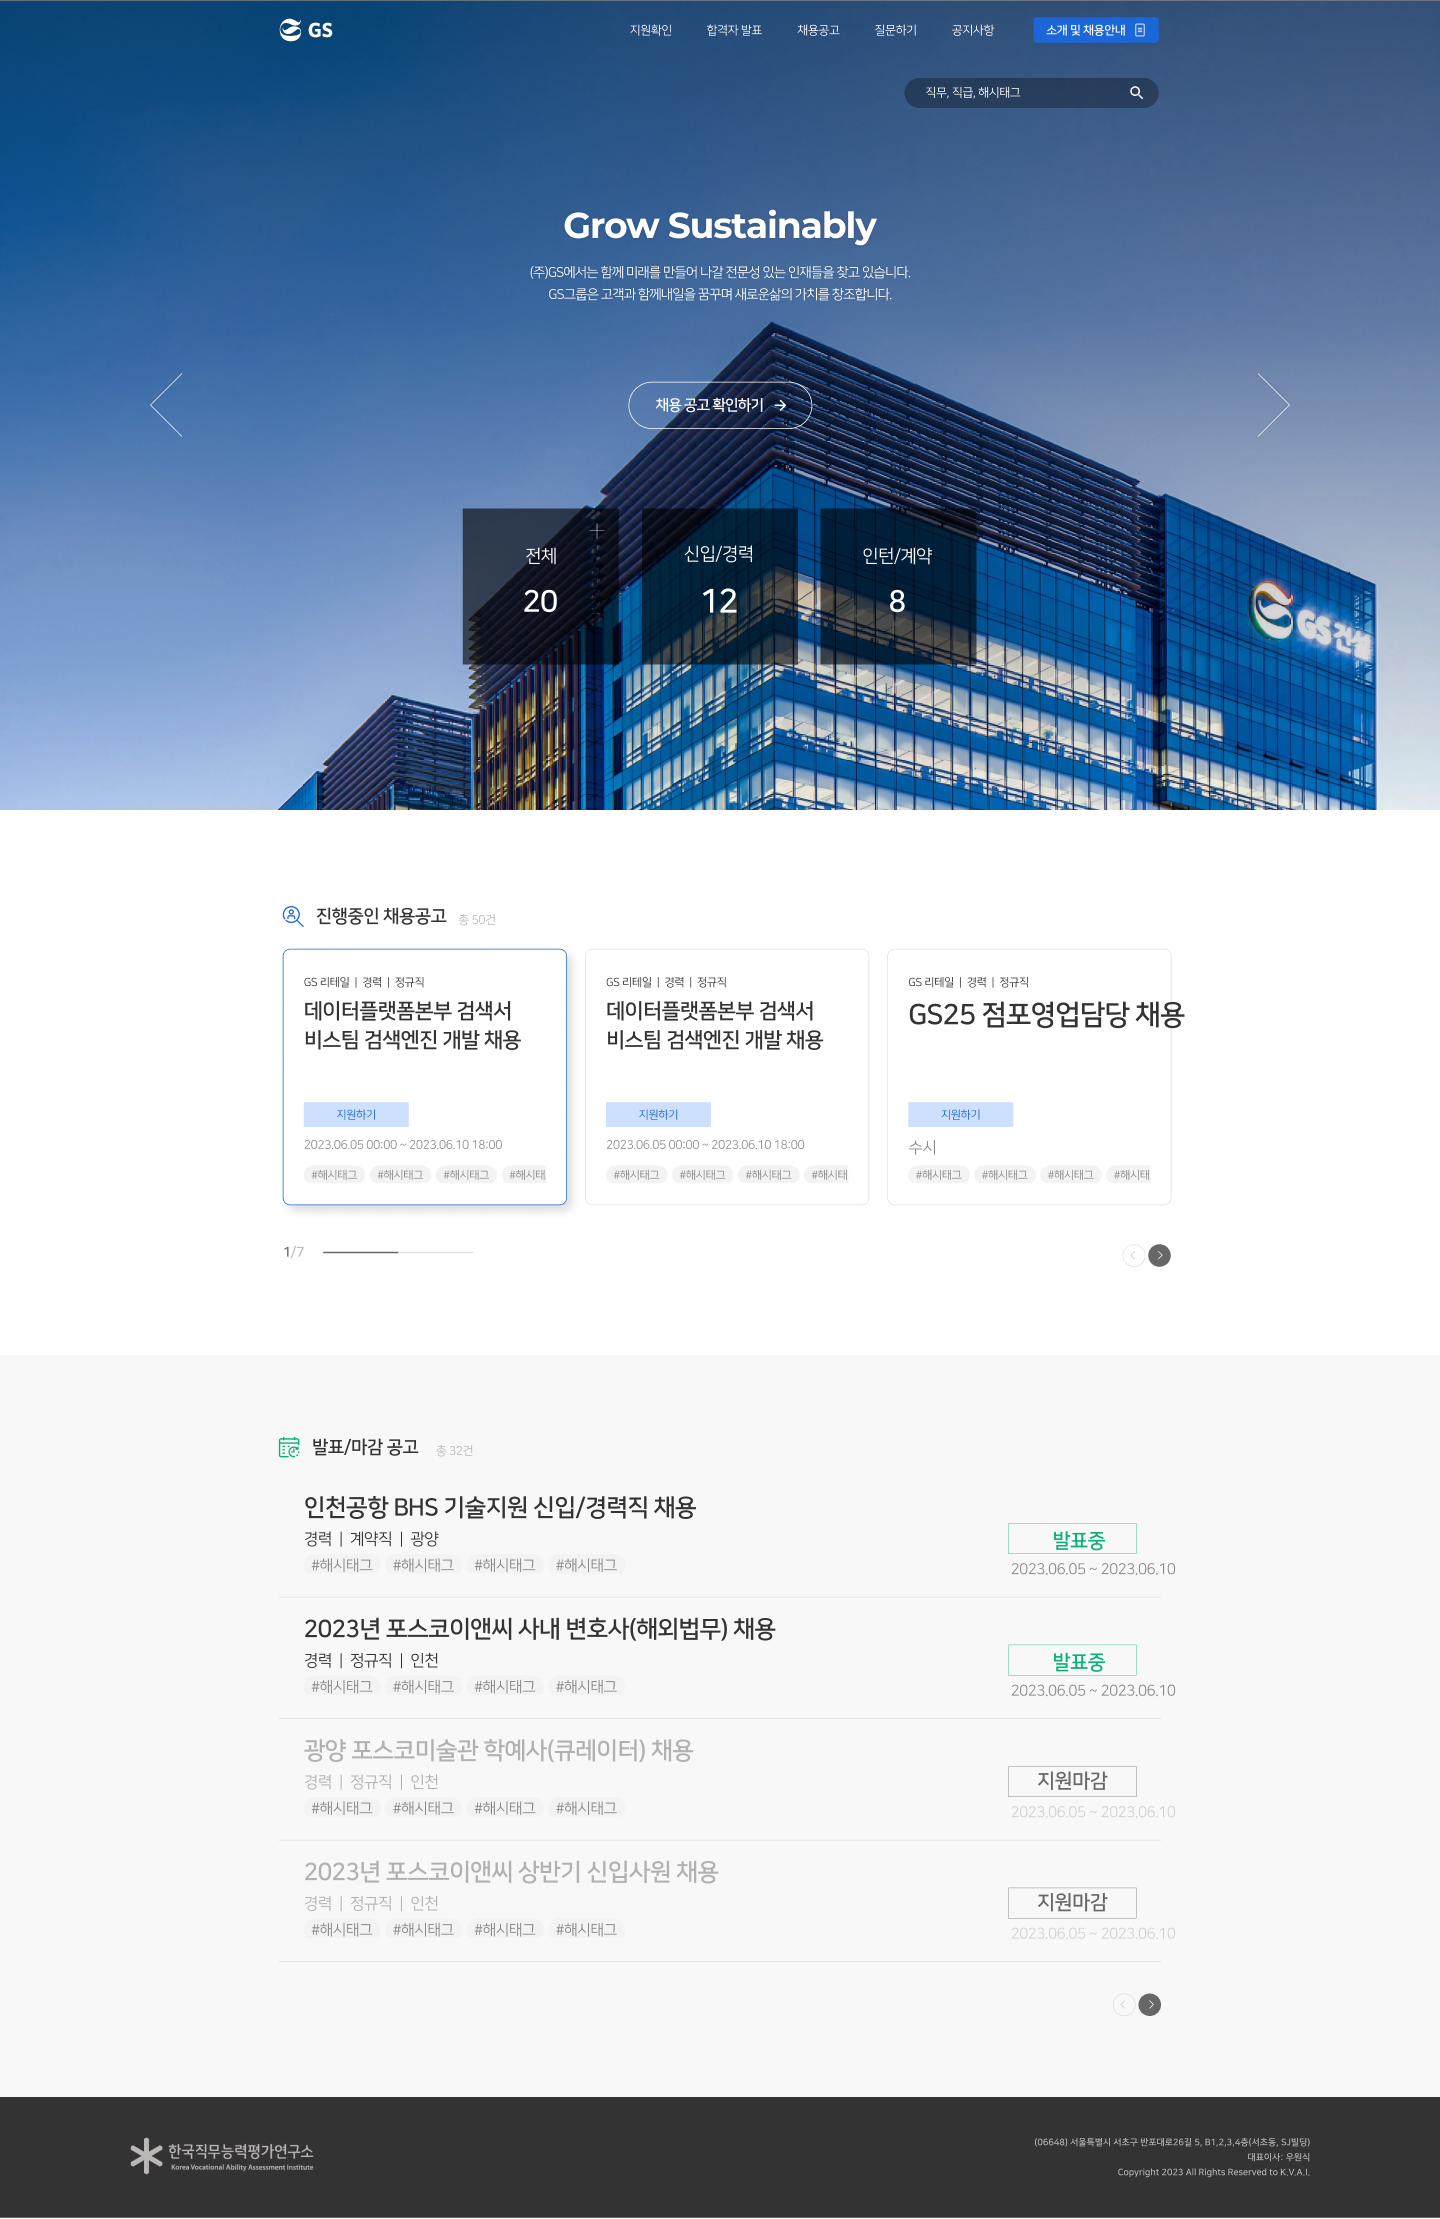 GS
지원확인
합격자 발표
채용공고
질문하기
공지사항
소개 및 채용안내
직무, 직급, 해시태그
Grow Sustainably
(주)GS에서는 함께 미래를 만들어 나갈 전문성 있는 인재들을 찾고 있습니다.
GS그룹은 고객과 함께내일을 꿈꾸며 새로운삶의 가치를 창조합니다.
채용 공고 확인하기
전체
20
신입/경력
12
인턴/계약
8
GS건설
진행중인 채용공고
총 50건
GS 리테일 | 경력 | 정규직
데이터플랫폼본부 검색서
비스팀 검색엔진 개발 채용
지원하기
2023.06.05 00:00 ~ 2023.06.10 18:00
#해시태그 #해시태그 #해시태그 #해시태
GS 리테일 | 경력 | 정규직
데이터플랫폼본부 검색서
비스팀 검색엔진 개발 채용
지원하기
2023.06.05 00:00 ~ 2023.06.10 18:00
#해시태그 #해시태그 #해시태그 #해시태
GS 리테일 | 경력 | 정규직
GS25 점포영업담당 채용
지원하기
수시
#해시태그 #해시태그 #해시태그 #해시태
1/7
발표/마감 공고
총 32건
인천공항 BHS 기술지원 신입/경력직 채용
경력 | 계약직 | 광양
#해시태그 #해시태그 #해시태그 #해시태그
발표중
2023.06.05 ~ 2023.06.10
2023년 포스코이앤씨 사내 변호사(해외법무) 채용
경력 | 정규직 | 인천
#해시태그 #해시태그 #해시태그 #해시태그
발표중
2023.06.05 ~ 2023.06.10
광양 포스코미술관 학예사(큐레이터) 채용
경력 | 정규직 | 인천
#해시태그 #해시태그 #해시태그 #해시태그
지원마감
2023.06.05 ~ 2023.06.10
2023년 포스코이앤씨 상반기 신입사원 채용
경력 | 정규직 | 인천
#해시태그 #해시태그 #해시태그 #해시태그
지원마감
2023.06.05 ~ 2023.06.10
한국직무능력평가연구소
Korea Vocational Ability Assessment Institute
(06648) 서울특별시 서초구 반포대로26길 5, B1,2,3,4층(서초동, SJ빌딩)
대표이사: 우원식
Copyright 2023 All Rights Reserved to K.V.A.I.